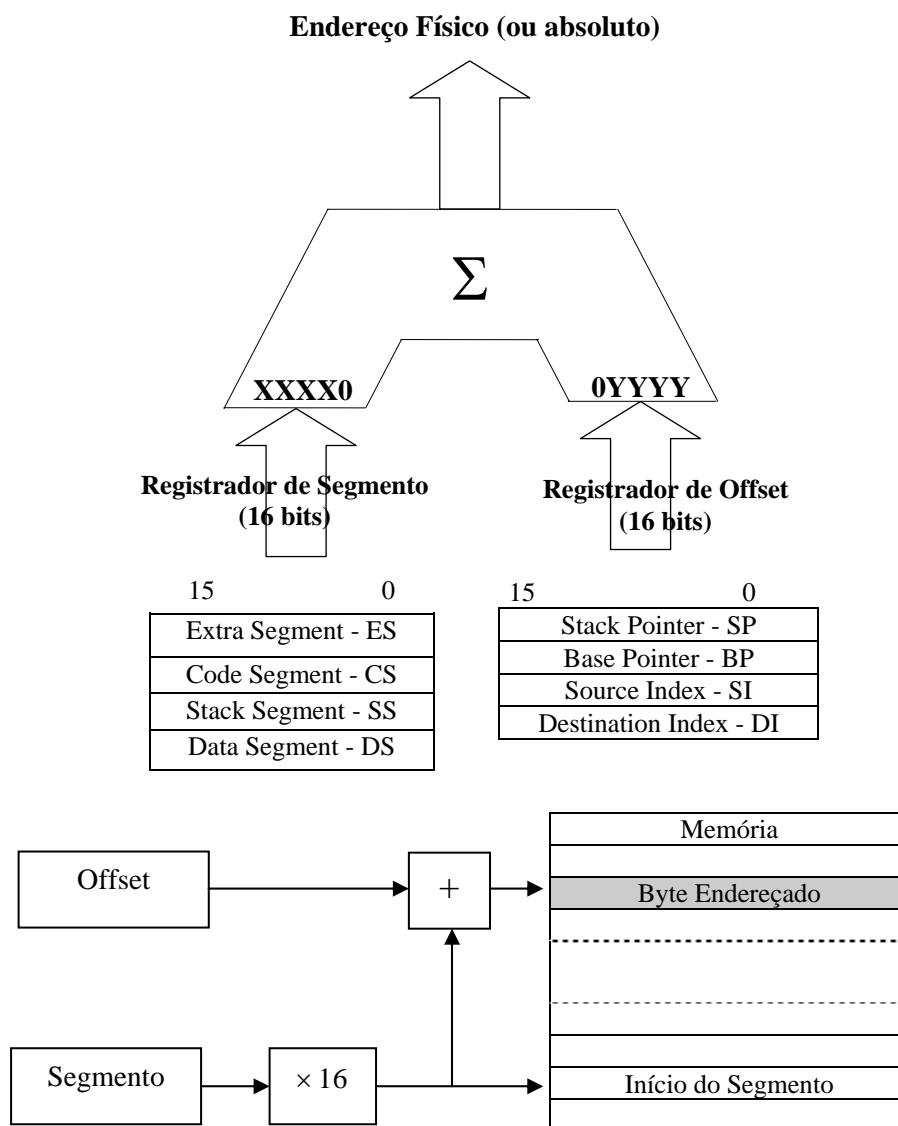 Endereço Físico (ou absoluto)
Σ
XXXX0
0YYYY
Registrador de Segmento
(16 bits)
Registrador de Offset
(16 bits)
15 0
Extra Segment - ES
Code Segment - CS
Stack Segment - SS
Data Segment - DS
15 0
Stack Pointer - SP
Base Pointer - BP
Source Index - SI
Destination Index - DI
Offset
+
Segmento
× 16
Memória
Byte Endereçado
Início do Segmento